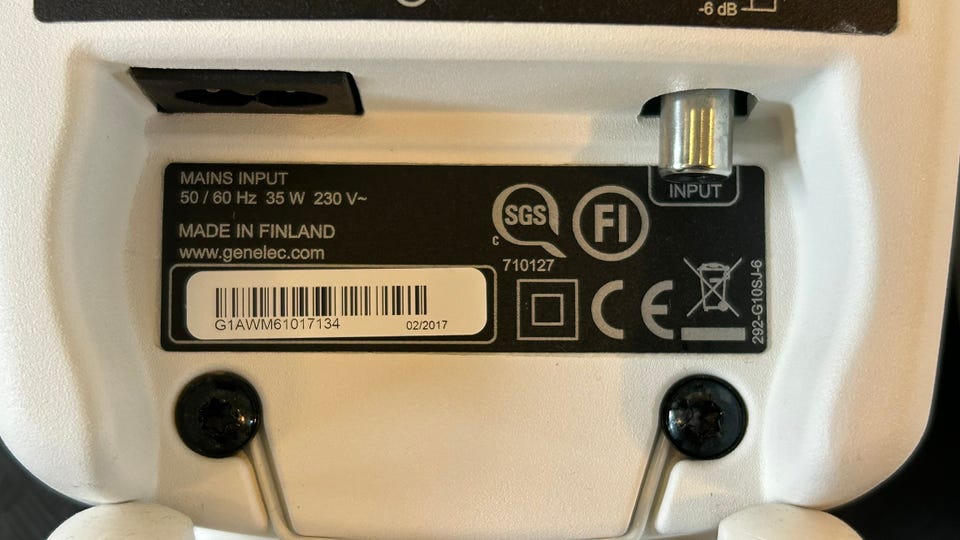 -6 dB
MAINS INPUT
50 / 60 Hz 35 W 230 V~
MADE IN FINLAND
www.genelec.com
G1AWM61017134
02/2017
c
SGS
710127
FI
INPUT
CE
292-G10SJ-6